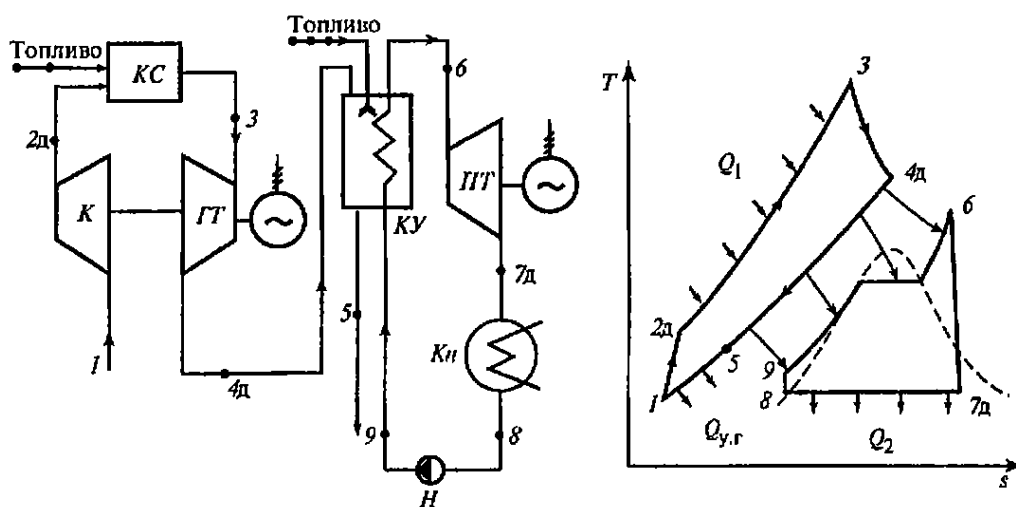 Топливо
КС
2д
3
К
ГТ
1
4д
Топливо
6
КУ
ПТ
5
7д
Кн
9
8
Н
T
3
Q₁
4д
6
2д
5
9
1
8
7д
Qу.г
Q₂
s